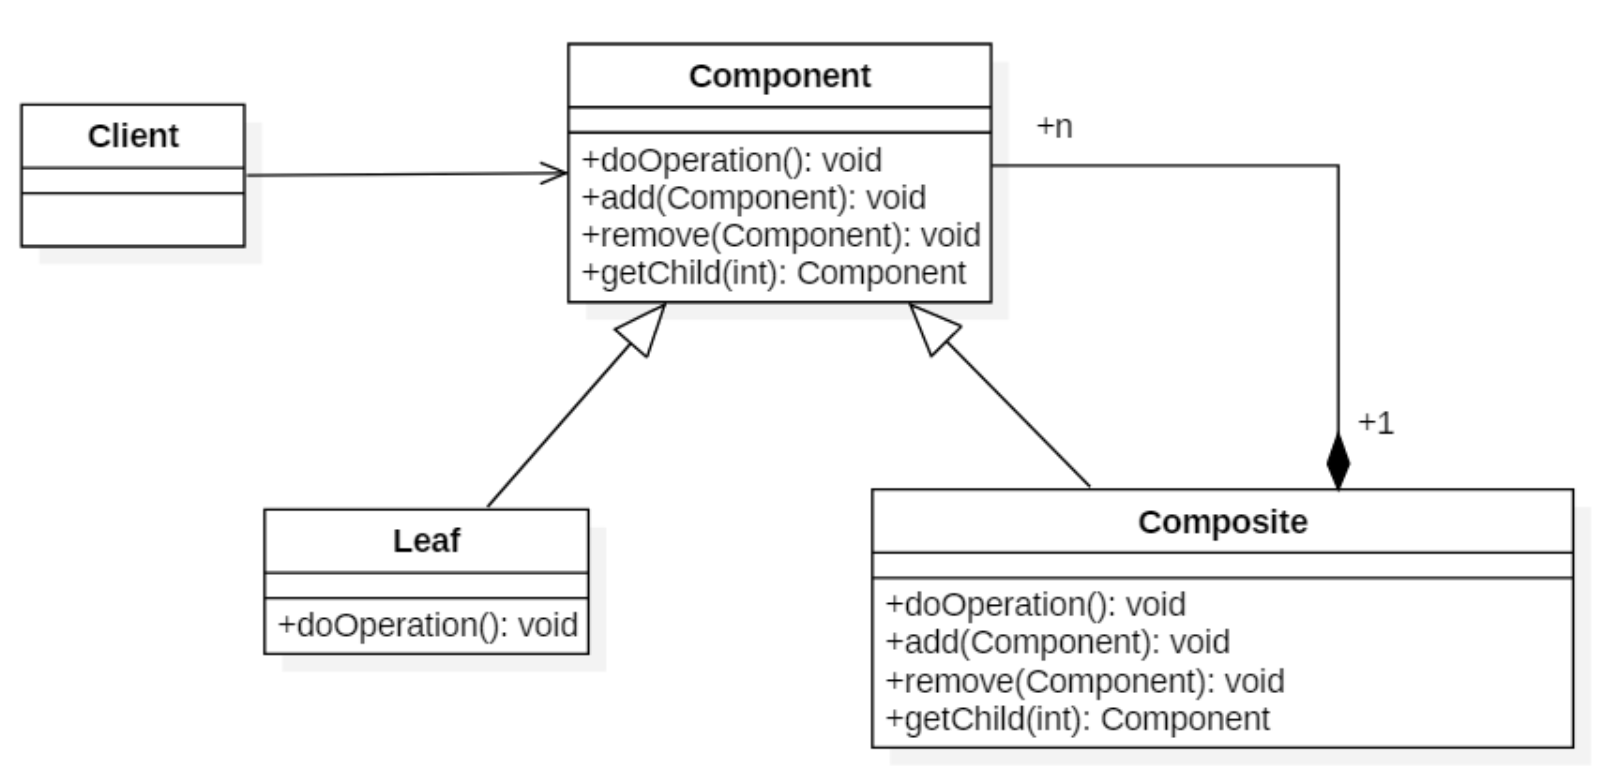 Component
+doOperation(): void
+add(Component): void
+remove(Component): void
+getChild(int): Component
Client
+n
+1
Leaf
+doOperation(): void
Composite
+doOperation(): void
+add(Component): void
+remove(Component): void
+getChild(int): Component